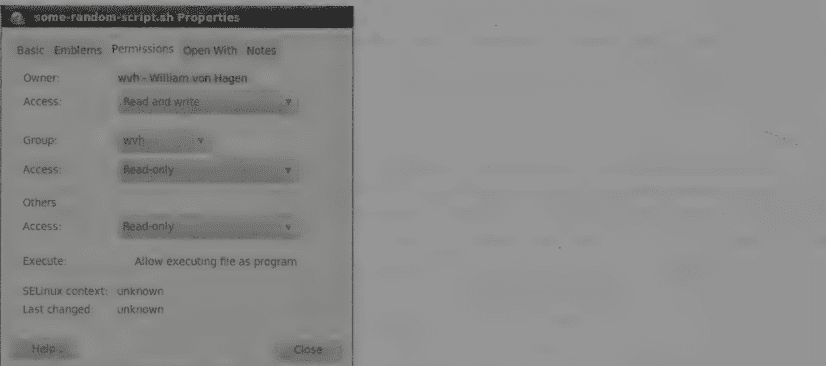 some-random-script.sh Properties
Basic Emblems Permissions Open With Notes
Owner: wvh - William von Hagen
Access: Read and write
Group: wvh
Access: Read-only
Others
Access: Read-only
Execute: Allow executing file as program
SELinux context: unknown
Last changed: unknown
Help Close